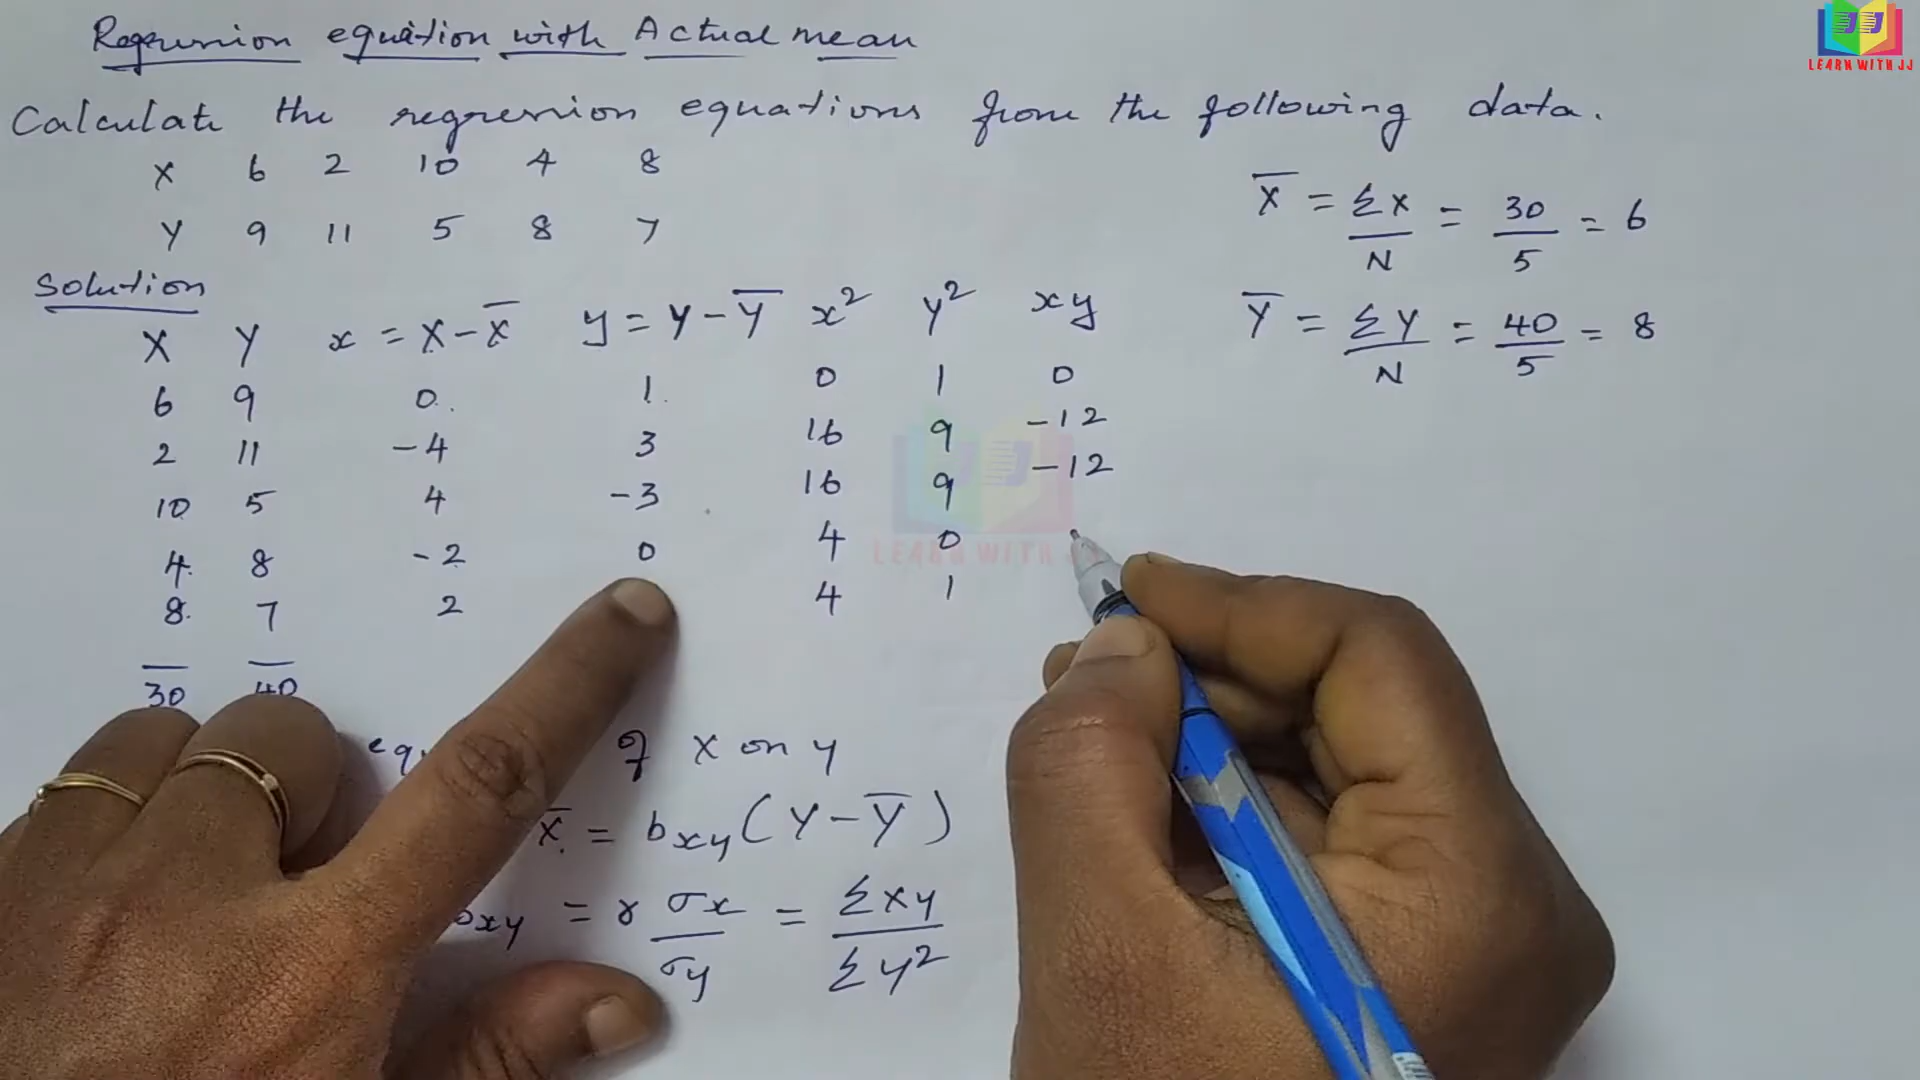 Regression equation with Actual mean
LEARN WITH JJ
Calculate the regression equations from the following data.
X 6 2 10 4 8
Y 9 11 5 8 7
X̅ = ΣX/N = 30/5 = 6
Y̅ = ΣY/N = 40/5 = 8
Solution
X Y x = X - X̅ y = Y - Y̅ x² y² xy
6 9 0 1 0 1 0
2 11 -4 3 16 9 -12
10 5 4 -3 16 9 -12
4 8 -2 0 4 0
8 7 2 4 1
30 40
LEARN WITH JJ
of X on y
X̅ = bxy (Y - Y̅)
xy = r σx/σy = Σxy/Σy²